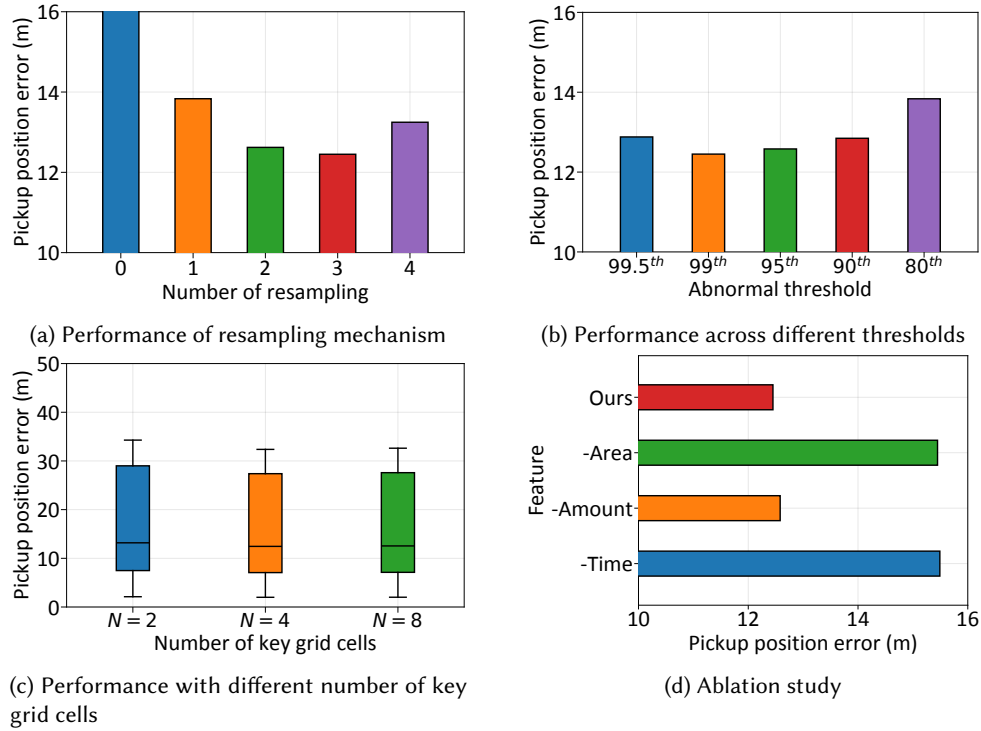 16
14
12
10
Pickup position error (m)
0 1 2 3 4
Number of resampling
(a) Performance of resampling mechanism
16
14
12
10
Pickup position error (m)
99.5th 99th 95th 90th 80th
Abnormal threshold
(b) Performance across different thresholds
50
40
30
20
10
0
Pickup position error (m)
N = 2 N = 4 N = 8
Number of key grid cells
(c) Performance with different number of key
grid cells
Feature
Ours
-Area
-Amount
-Time
10 12 14 16
Pickup position error (m)
(d) Ablation study